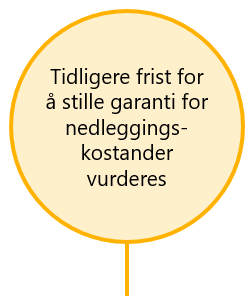 Tidligere frist for
å stille garanti for
nedleggings-
kostander
vurderes